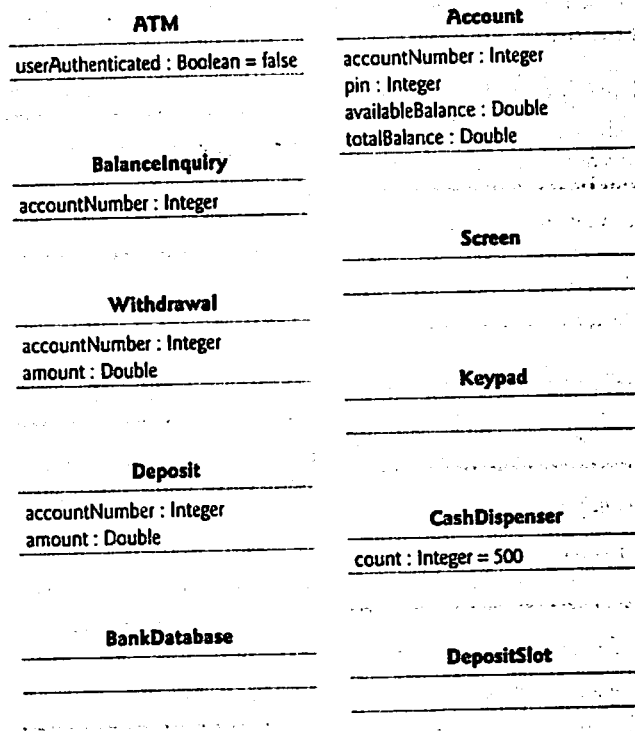 ATM
userAuthenticated : Boolean = false
BalanceInquiry
accountNumber : Integer
Withdrawal
accountNumber : Integer
amount : Double
Deposit
accountNumber : Integer
amount : Double
BankDatabase
Account
accountNumber : Integer
pin : Integer
availableBalance : Double
totalBalance : Double
Screen
Keypad
CashDispenser
count : Integer = 500
DepositSlot